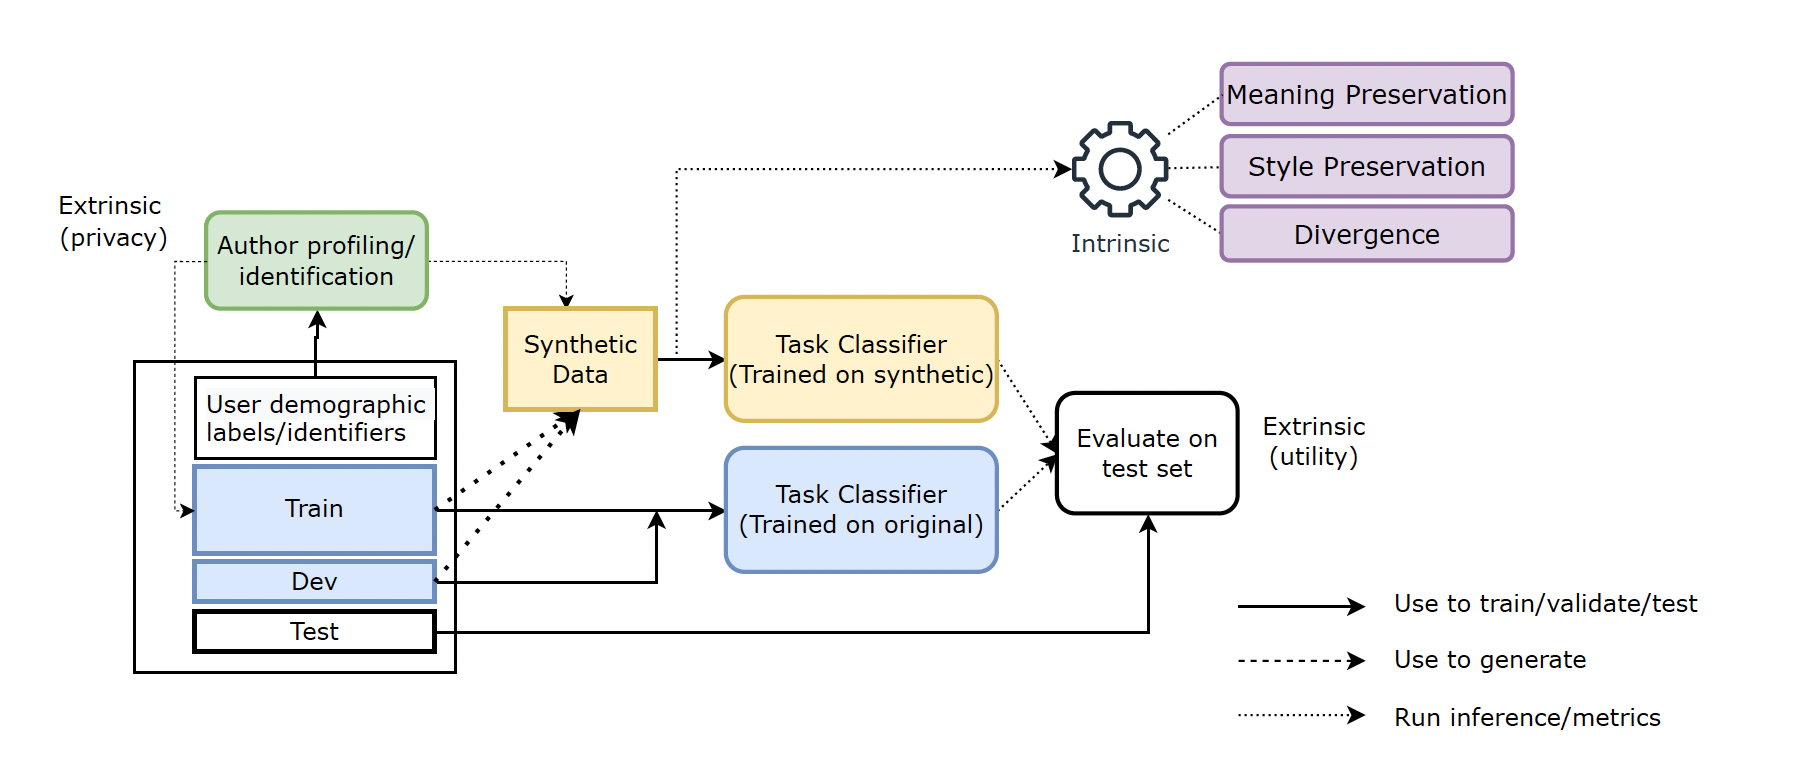 Meaning Preservation
Style Preservation
Divergence
Intrinsic
Extrinsic
(privacy)
Author profiling/
identification
Synthetic
Data
Task Classifier
(Trained on synthetic)
User demographic
labels/identifiers
Train
Dev
Test
Task Classifier
(Trained on original)
Evaluate on
test set
Extrinsic
(utility)
Use to train/validate/test
Use to generate
Run inference/metrics